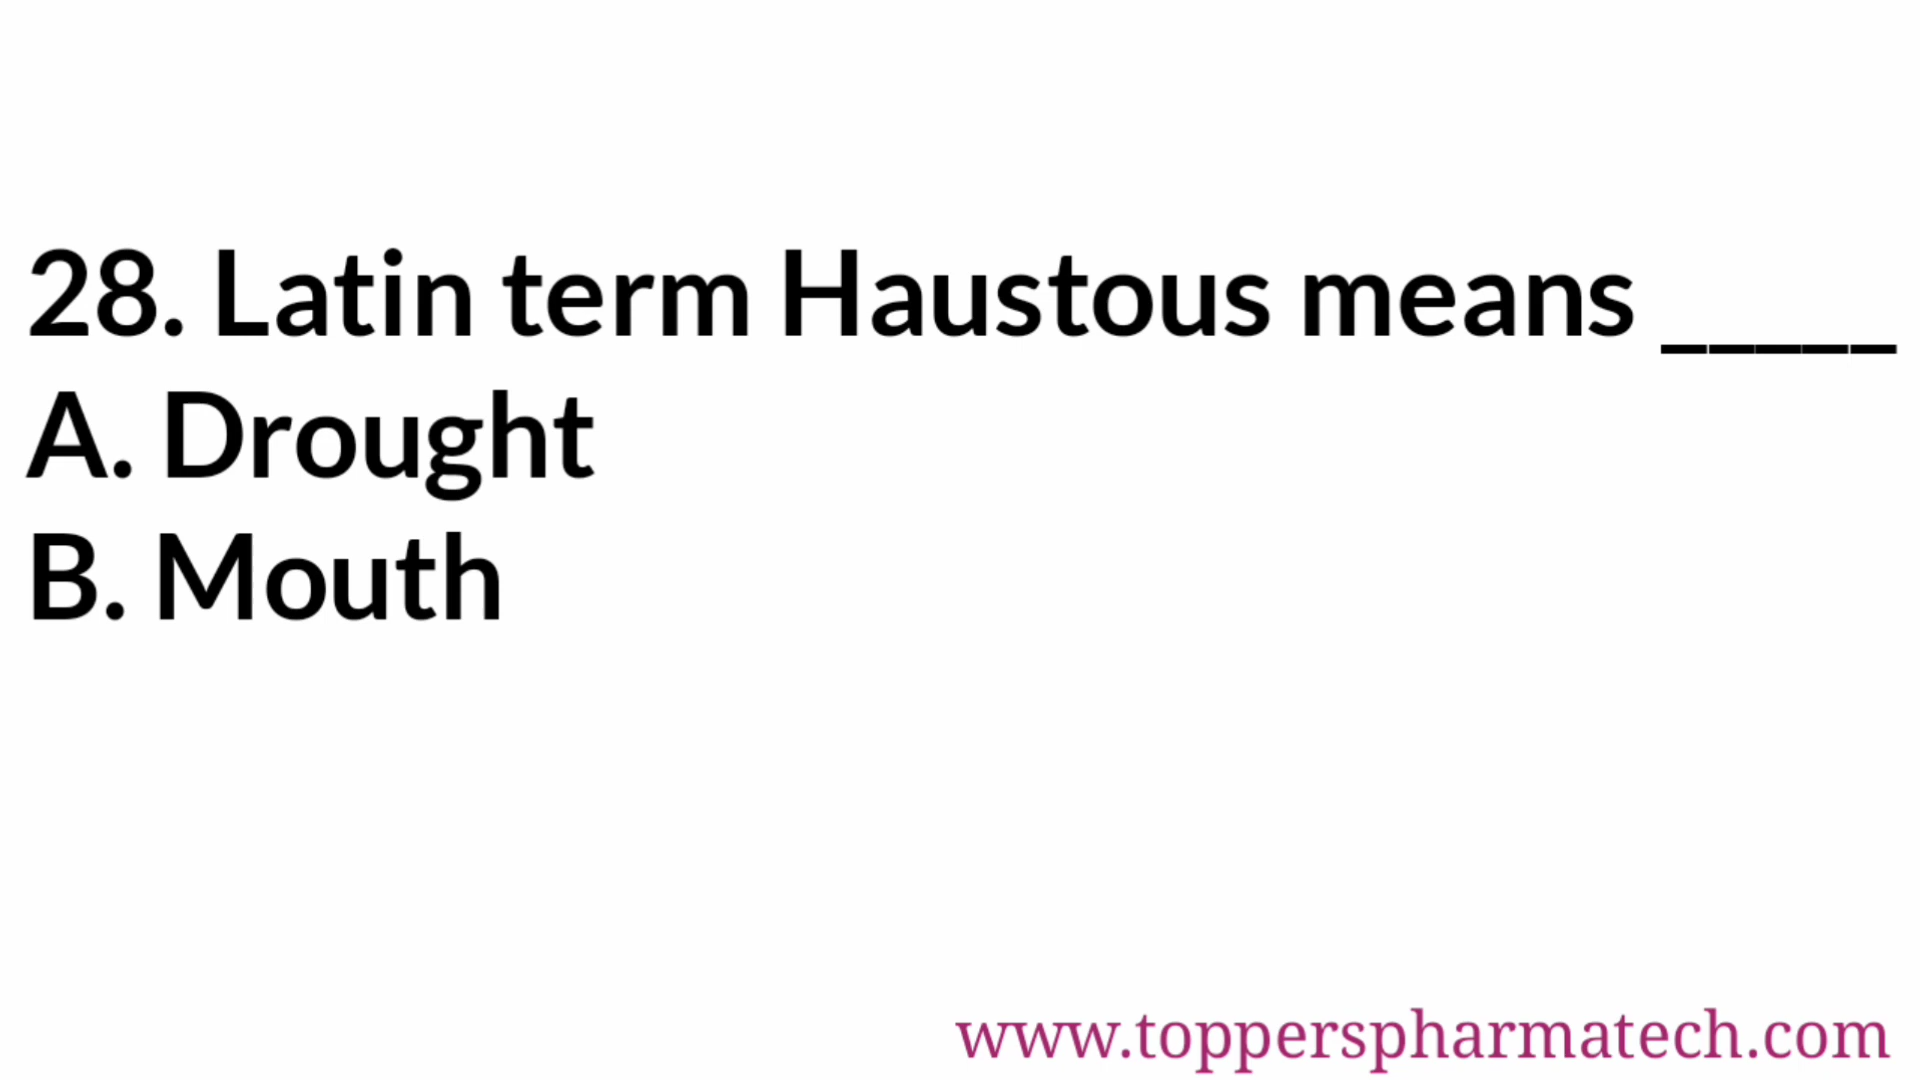 28. Latin term Haustous means _____
A. Drought
B. Mouth
www.topperspharmatech.com